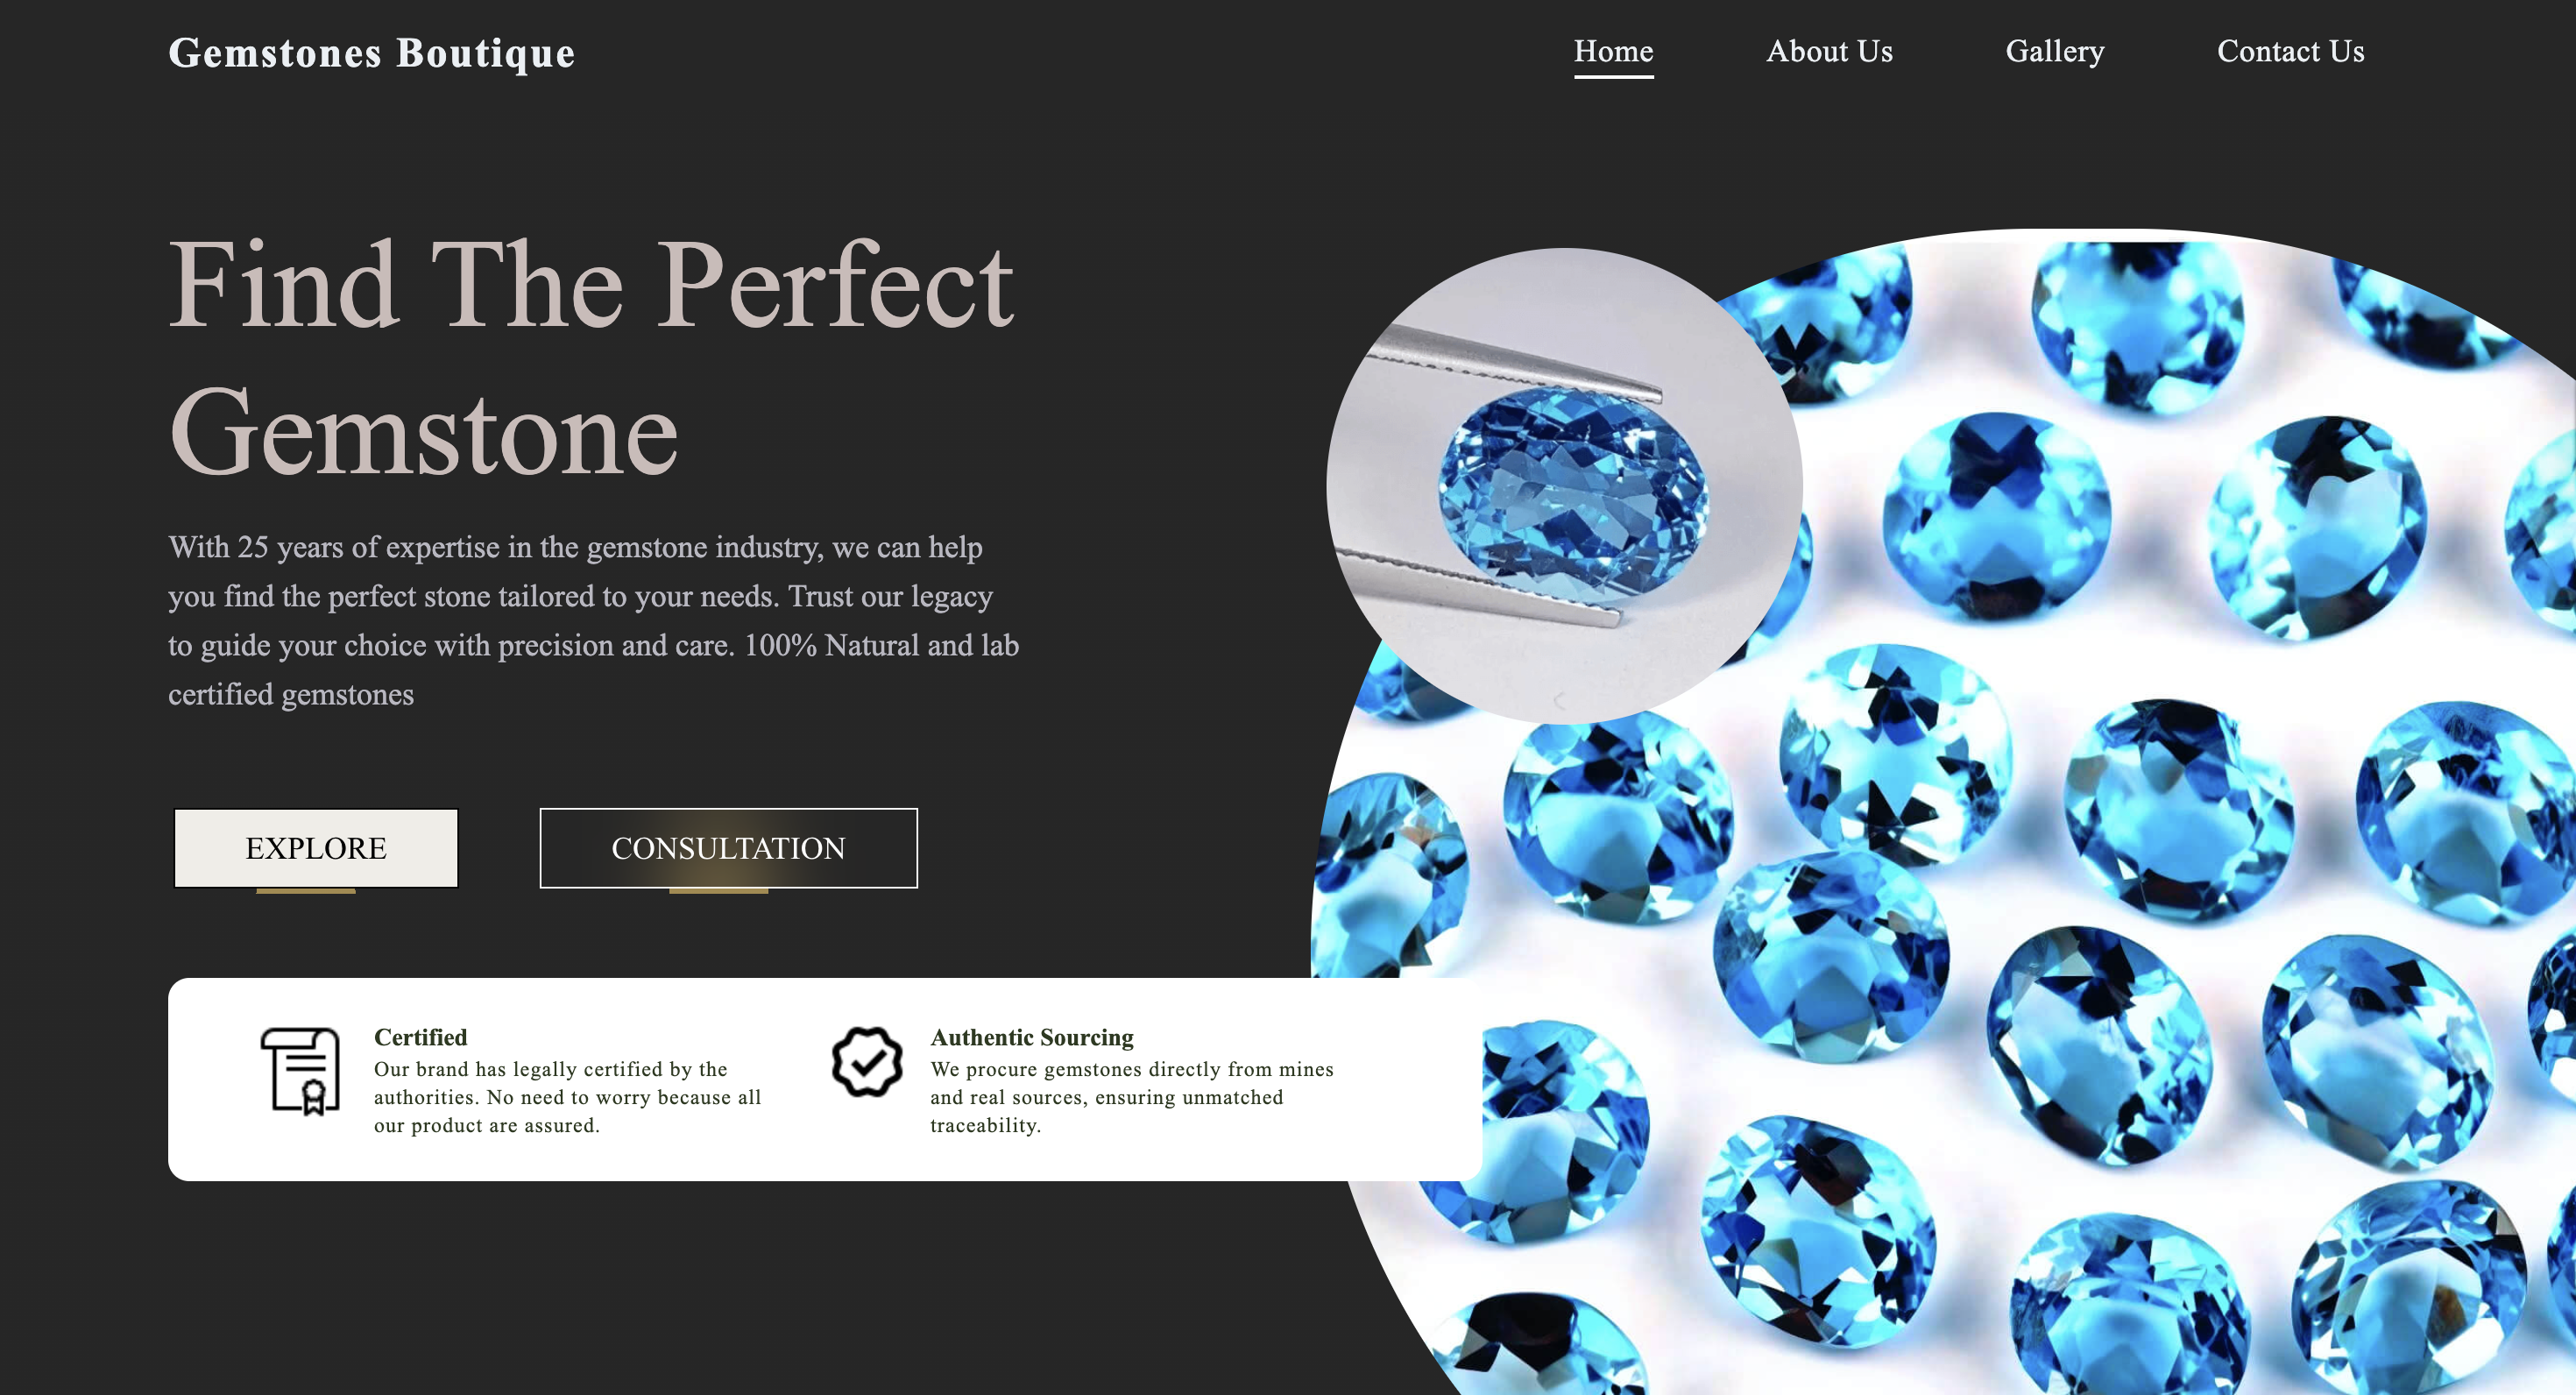 Gemstones Boutique
Home
About Us
Gallery
Contact Us
Find The Perfect
Gemstone
With 25 years of expertise in the gemstone industry, we can help
you find the perfect stone tailored to your needs. Trust our legacy
to guide your choice with precision and care. 100% Natural and lab
certified gemstones
EXPLORE
CONSULTATION
Certified
Our brand has legally certified by the
authorities. No need to worry because all
our product are assured.
Authentic Sourcing
We procure gemstones directly from mines
and real sources, ensuring unmatched
traceability.